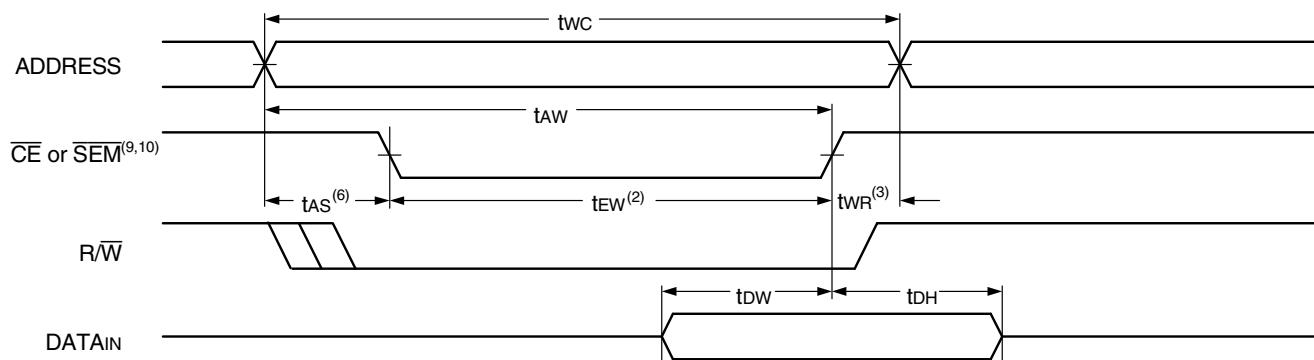 tWC
ADDRESS
tAW
CE or SEM(9,10)
tAS(6)
tEW(2)
tWR(3)
R/W
tDW
tDH
DATAIN